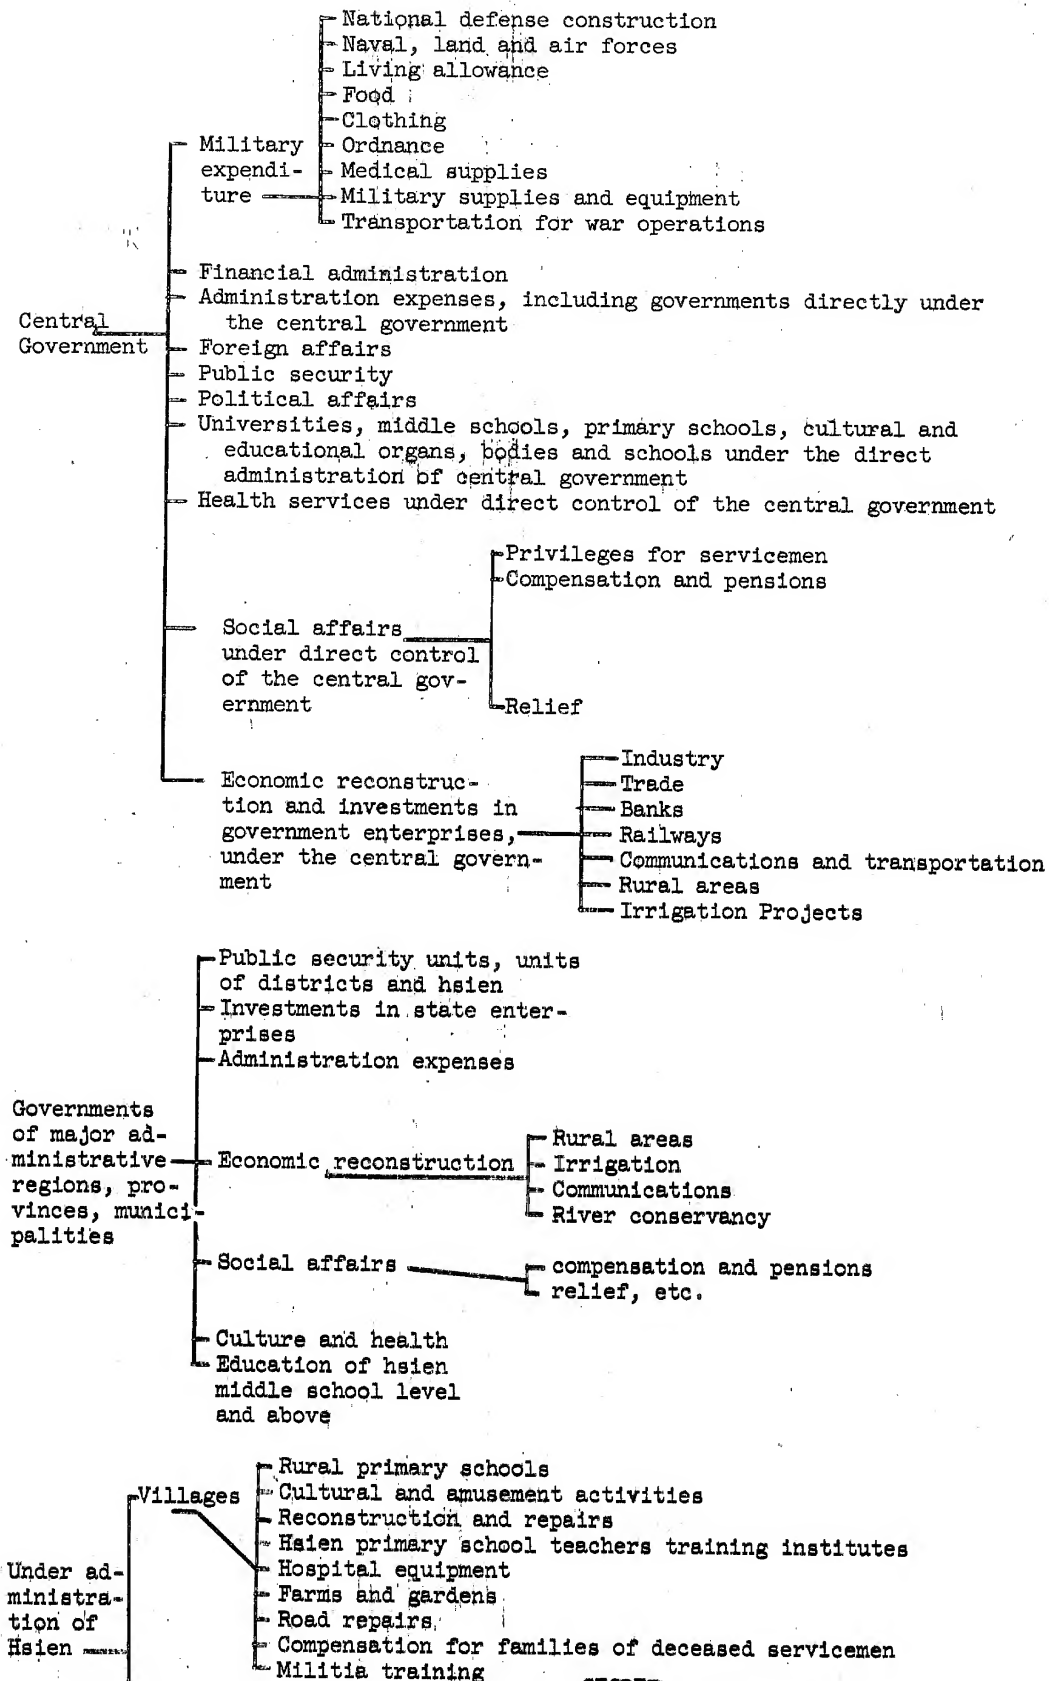 National defense construction
Naval, land and air forces
Living allowance
Food
Clothing
Military
expendi-
ture
Ordnance
Medical supplies
Military supplies and equipment
Transportation for war operations
Central
Government
Financial administration
Administration expenses, including governments directly under
the central government
Foreign affairs
Public security
Political affairs
Universities, middle schools, primary schools, cultural and
educational organs, bodies and schools under the direct
administration of central government
Health services under direct control of the central government
Social affairs
under direct control
of the central gov-
ernment
Privileges for servicemen
Compensation and pensions
Relief
Economic reconstruc-
tion and investments in
government enterprises,
under the central govern-
ment
Industry
Trade
Banks
Railways
Communications and transportation
Rural areas
Irrigation Projects
Governments
of major ad-
ministrative
regions, pro-
vinces, munici-
palities
Public security units, units
of districts and hsien
Investments in state enter-
prises
Administration expenses
Economic reconstruction
Rural areas
Irrigation
Communications
River conservancy
Social affairs
compensation and pensions
relief, etc.
Culture and health
Education of hsien
middle school level
and above
Under ad-
ministra-
tion of
Hsien
Villages
Rural primary schools
Cultural and amusement activities
Reconstruction and repairs
Hsien primary school teachers training institutes
Hospital equipment
Farms and gardens
Road repairs
Compensation for families of deceased servicemen
Militia training